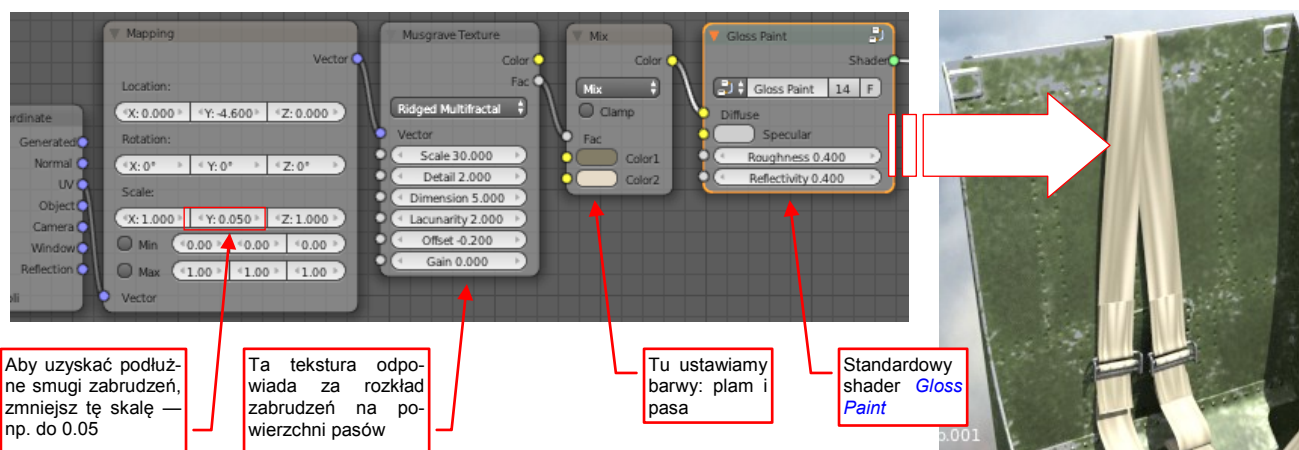 Mapping
Vector
Location:
X: 0.000 Y: -4.600 Z: 0.000
Rotation:
X: 0° Y: 0° Z: 0°
Scale:
X: 1.000 Y: 0.050 Z: 1.000
Min 0.00 0.00 0.00
Max 1.00 1.00 1.00
Vector
Generated
Normal
UV
Object
Camera
Window
Reflection
Musgrave Texture
Color
Fac
Ridged Multifractal
Vector
Scale 30.000
Detail 2.000
Dimension 5.000
Lacunarity 2.000
Offset -0.200
Gain 0.000
Mix
Color
Mix
Clamp
Fac
Color1
Color2
Gloss Paint
Shader
Gloss Paint 14 F
Diffuse
Specular
Roughness 0.400
Reflectivity 0.400
Aby uzyskać podłuż-
ne smugi zabrudzeń,
zmniejsz tę skalę —
np. do 0.05
Ta tekstura odpo-
wiada za rozkład
zabrudzeń na po-
wierzchni pasów
Tu ustawiamy
barwy: plam i
pasa
Standardowy
shader Gloss
Paint